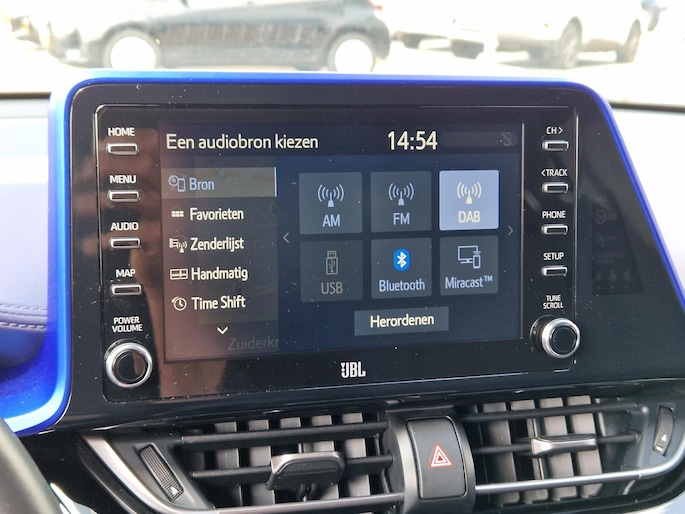 HOME
MENU
AUDIO
MAP
POWER
VOLUME
Een audiobron kiezen
14:54
Bron
Favorieten
Zenderlijst
Handmatig
Time Shift
AM
FM
DAB
USB
Bluetooth
Miracast™
Herordenen
Zuiderkr
CH>
<TRACK
PHONE
SETUP
TUNE
SCROLL
JBL